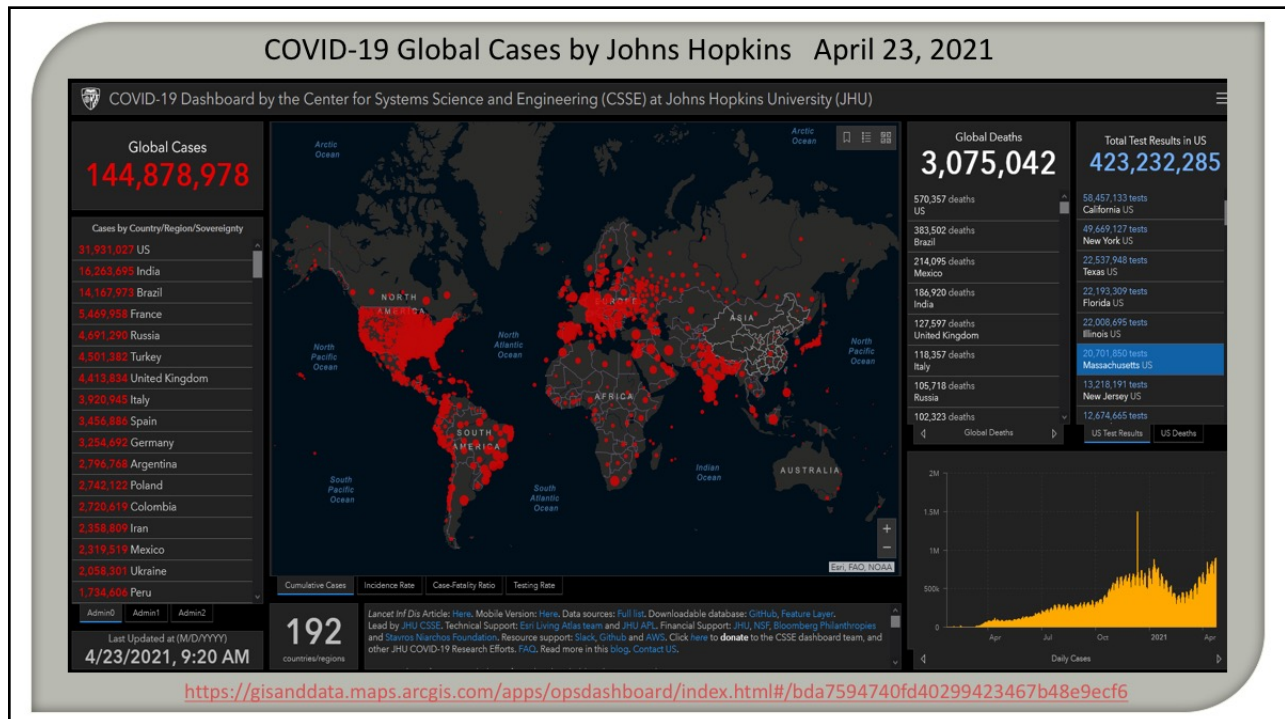 COVID-19 Global Cases by Johns Hopkins April 23, 2021
COVID-19 Dashboard by the Center for Systems Science and Engineering (CSSE) at Johns Hopkins University (JHU)
Global Cases
144,878,978
Cases by Country/Region/Sovereignty
31,931,027 US
16,263,695 India
14,167,973 Brazil
5,469,958 France
4,691,290 Russia
4,501,382 Turkey
4,413,834 United Kingdom
3,920,945 Italy
3,456,886 Spain
3,254,692 Germany
2,796,768 Argentina
2,742,122 Poland
2,720,619 Colombia
2,358,809 Iran
2,319,519 Mexico
2,058,301 Ukraine
1,734,606 Peru
Admin0 Admin1 Admin2
Last Updated at (M/D/YYYY)
4/23/2021, 9:20 AM
Arctic
Ocean
Arctic
Ocean
NORTH
AMERICA
EUROPE
ASIA
North
Pacific
Ocean
North
Atlantic
Ocean
North
Pacific
Ocean
AFRICA
SOUTH
AMERICA
Indian
Ocean
AUSTRALIA
South
Pacific
Ocean
South
Atlantic
Ocean
+
−
Esri, FAO, NOAA
Cumulative Cases Incidence Rate Case-Fatality Ratio Testing Rate
192
countries/regions
Lancet Inf Dis Article: Here. Mobile Version: Here. Data sources: Full list. Downloadable database: GitHub, Feature Layer.
Lead by JHU CSSE. Technical Support: Esri Living Atlas team and JHU APL. Financial Support: JHU, NSF, Bloomberg Philanthropies
and Stavros Niarchos Foundation. Resource support: Slack, Github and AWS. Click here to donate to the CSSE dashboard team, and
other JHU COVID-19 Research Efforts. FAQ. Read more in this blog. Contact US.
Global Deaths
3,075,042
570,357 deaths
US
383,502 deaths
Brazil
214,095 deaths
Mexico
186,920 deaths
India
127,597 deaths
United Kingdom
118,357 deaths
Italy
105,718 deaths
Russia
102,323 deaths
Global Deaths
Total Test Results in US
423,232,285
58,457,133 tests
California US
49,669,127 tests
New York US
22,537,948 tests
Texas US
22,193,309 tests
Florida US
22,008,695 tests
Illinois US
20,701,850 tests
Massachusetts US
13,218,191 tests
New Jersey US
12,674,665 tests
US Test Results US Deaths
2M
1.5M
1M
500k
0
Apr Jul Oct 2021 Apr
Daily Cases
https://gisanddata.maps.arcgis.com/apps/opsdashboard/index.html#/bda7594740fd40299423467b48e9ecf6